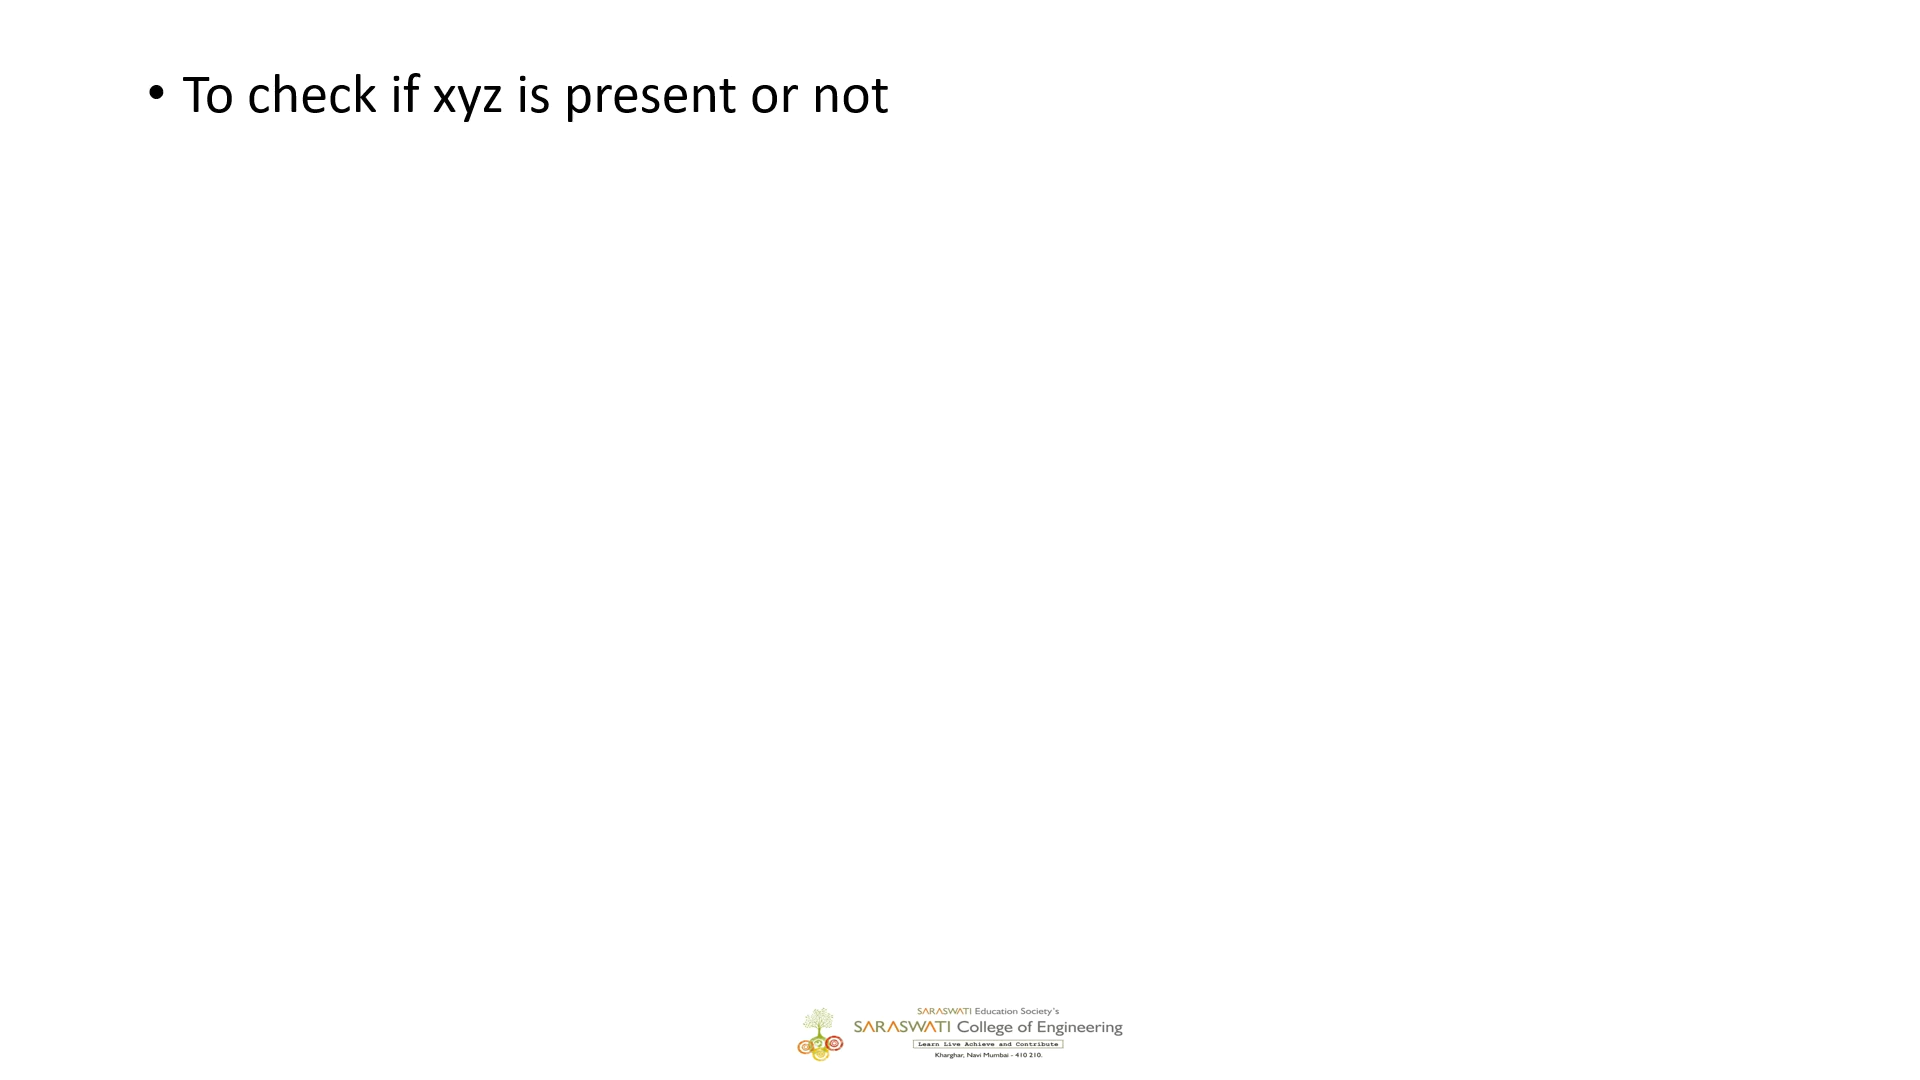 • To check if xyz is present or not
SARASWATI Education Society's
SARASWATI College of Engineering
Learn Live Achieve and Contribute
Kharghar, Navi Mumbai - 410 210.